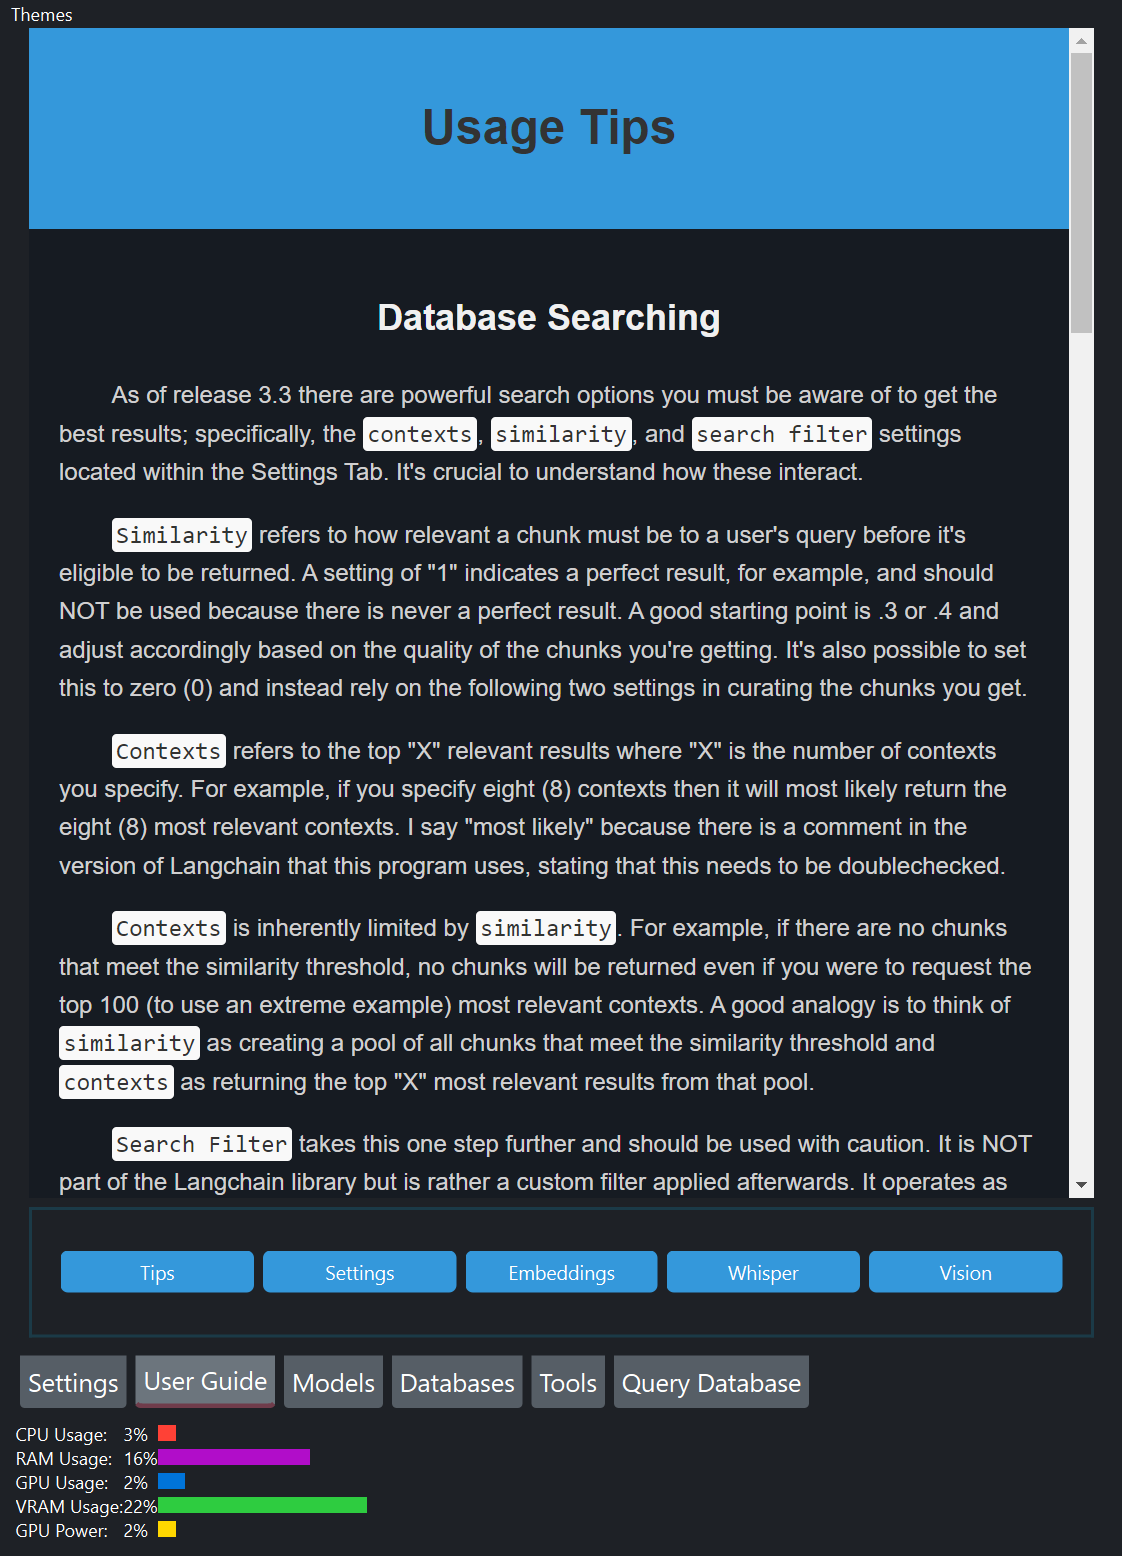 Themes
Usage Tips
Database Searching
As of release 3.3 there are powerful search options you must be aware of to get the
best results; specifically, the contexts, similarity, and search filter settings
located within the Settings Tab. It's crucial to understand how these interact.
Similarity refers to how relevant a chunk must be to a user's query before it's
eligible to be returned. A setting of "1" indicates a perfect result, for example, and should
NOT be used because there is never a perfect result. A good starting point is .3 or .4 and
adjust accordingly based on the quality of the chunks you're getting. It's also possible to set
this to zero (0) and instead rely on the following two settings in curating the chunks you get.
Contexts refers to the top "X" relevant results where "X" is the number of contexts
you specify. For example, if you specify eight (8) contexts then it will most likely return the
eight (8) most relevant contexts. I say "most likely" because there is a comment in the
version of Langchain that this program uses, stating that this needs to be doublechecked.
Contexts is inherently limited by similarity. For example, if there are no chunks
that meet the similarity threshold, no chunks will be returned even if you were to request the
top 100 (to use an extreme example) most relevant contexts. A good analogy is to think of
similarity as creating a pool of all chunks that meet the similarity threshold and
contexts as returning the top "X" most relevant results from that pool.
Search Filter takes this one step further and should be used with caution. It is NOT
part of the Langchain library but is rather a custom filter applied afterwards. It operates as
Tips Settings Embeddings Whisper Vision
Settings User Guide Models Databases Tools Query Database
CPU Usage: 3%
RAM Usage: 16%
GPU Usage: 2%
VRAM Usage:22%
GPU Power: 2%